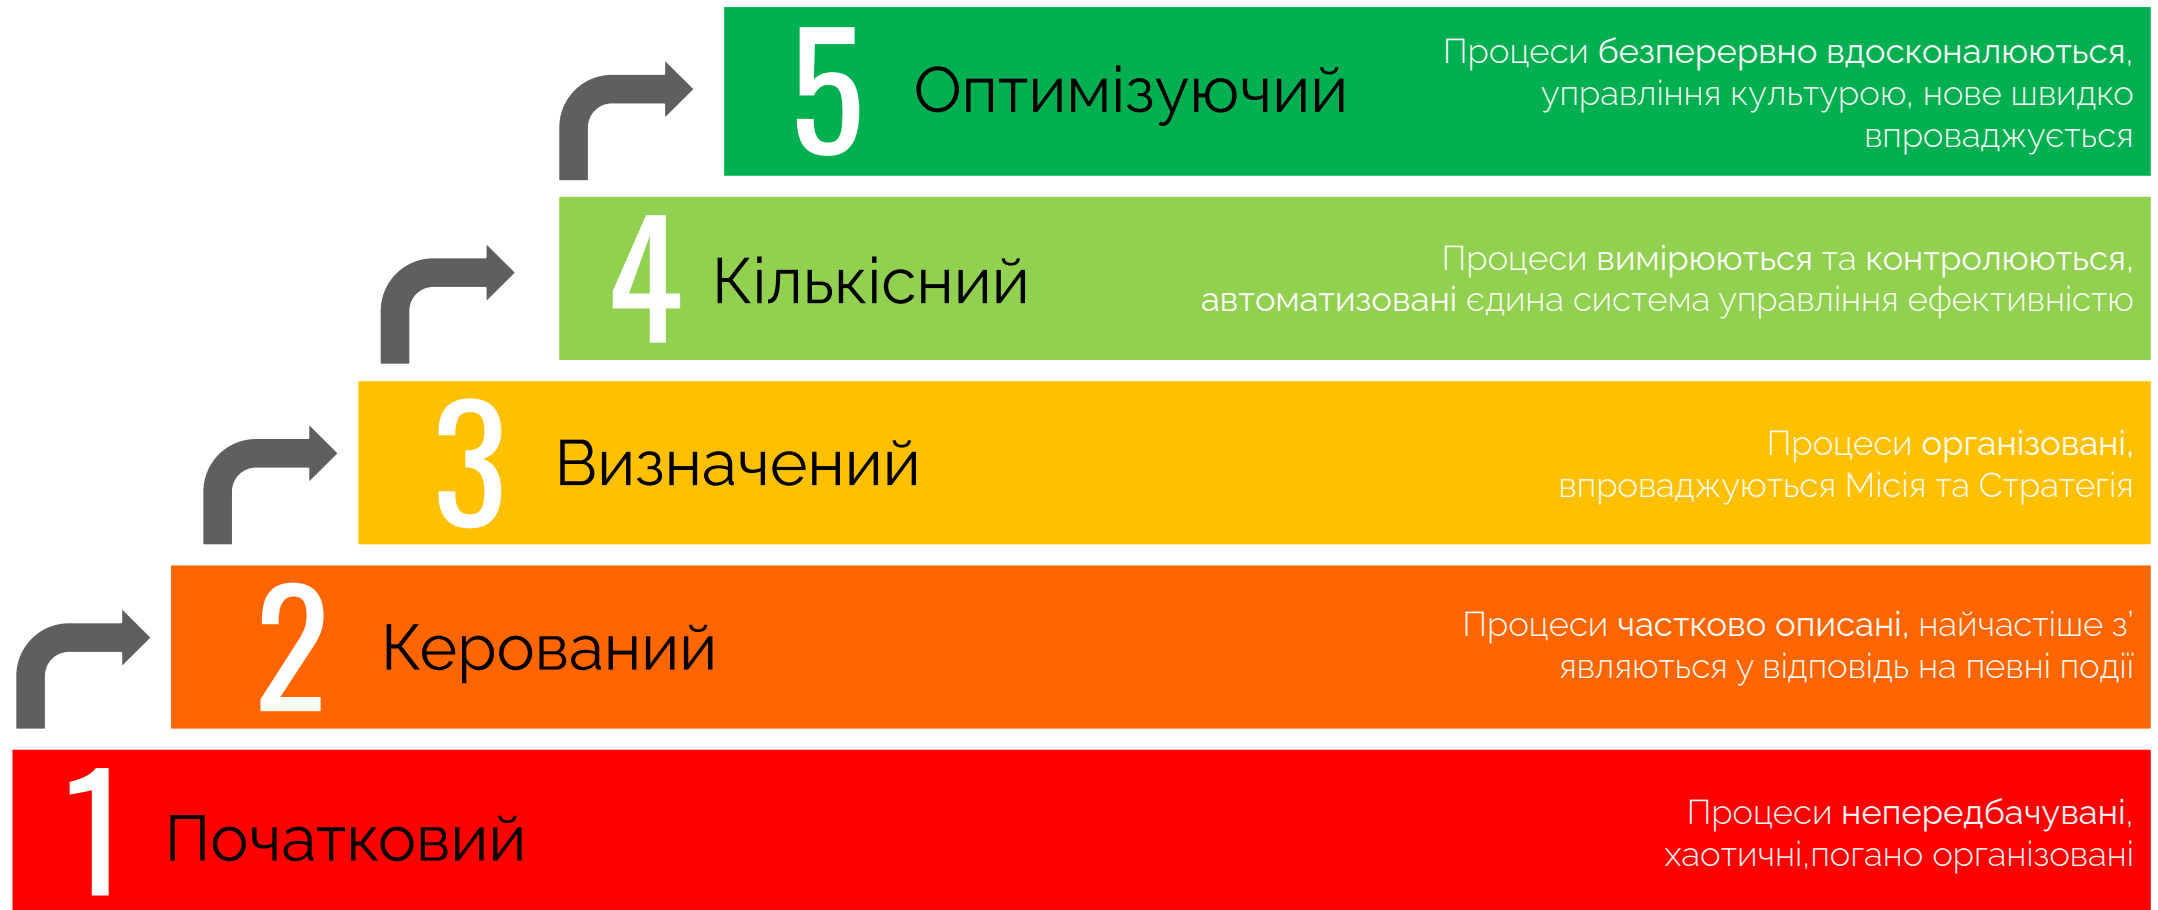 5
Оптимізуючий
Процеси безперервно вдосконалюються,
управління культурою, нове швидко
впроваджується
4
Кількісний
Процеси вимірюються та контролюються,
автоматизовані єдина система управління ефективністю
3
Визначений
Процеси організовані,
впроваджуються Місія та Стратегія
2
Керований
Процеси частково описані, найчастіше з'
являються у відповідь на певні події
1
Початковий
Процеси непередбачувані,
хаотичні,погано організовані